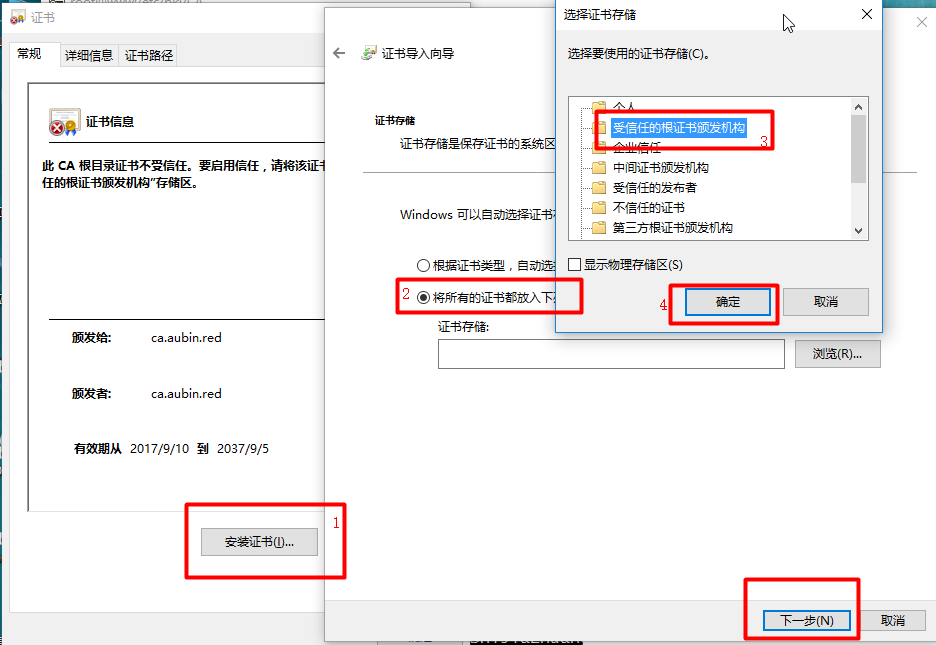 证书
常规
详细信息
证书路径
证书信息
此 CA 根目录证书不受信任。要启用信任，请将该证书
任的根证书颁发机构"存储区。
颁发给:
ca.aubin.red
颁发者:
ca.aubin.red
有效期从 2017/9/10 到 2037/9/5
1
安装证书(I)...
证书导入向导
证书存储
证书存储是保存证书的系统区
Windows 可以自动选择证书存
根据证书类型，自动选择
2
将所有的证书都放入下列
证书存储:
浏览(R)...
下一步(N)
取消
选择证书存储
选择要使用的证书存储(C)。
个人
受信任的根证书颁发机构
3
企业信任
中间证书颁发机构
受信任的发布者
不信任的证书
第三方根证书颁发机构
显示物理存储区(S)
4
确定
取消